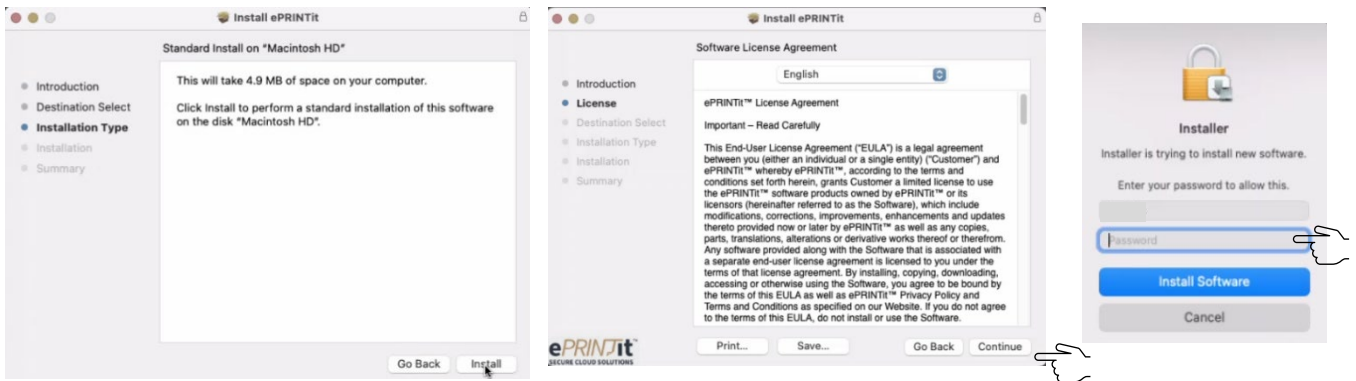 Install ePRINTit
Standard Install on "Macintosh HD"
Introduction
Destination Select
Installation Type
Installation
Summary
This will take 4.9 MB of space on your computer.
Click Install to perform a standard installation of this software
on the disk "Macintosh HD".
Go Back
Install
Install ePRINTit
Software License Agreement
English
Introduction
License
Destination Select
Installation Type
Installation
Summary
ePRINTit™ License Agreement
Important – Read Carefully
This End-User License Agreement ("EULA") is a legal agreement
between you (either an individual or a single entity) ("Customer") and
ePRINTit™ whereby ePRINTit™, according to the terms and
conditions set forth herein, grants Customer a limited license to use
the ePRINTit™ software products owned by ePRINTit™ or its
licensors (hereinafter referred to as the Software), which include
modifications, corrections, improvements, enhancements and updates
thereto provided now or later by ePRINTit™ as well as any copies,
parts, translations, alterations or derivative works thereof or therefrom.
Any software provided along with the Software that is associated with
a separate end-user license agreement is licensed to you under the
terms of that license agreement. By installing, copying, downloading,
accessing or otherwise using the Software, you agree to be bound by
the terms of this EULA as well as ePRINTit™ Privacy Policy and
Terms and Conditions as specified on our Website. If you do not agree
to the terms of this EULA, do not install or use the Software.
ePRINTit™
SECURE CLOUD SOLUTIONS
Print...
Save...
Go Back
Continue
Installer
Installer is trying to install new software.
Enter your password to allow this.
Password
Install Software
Cancel